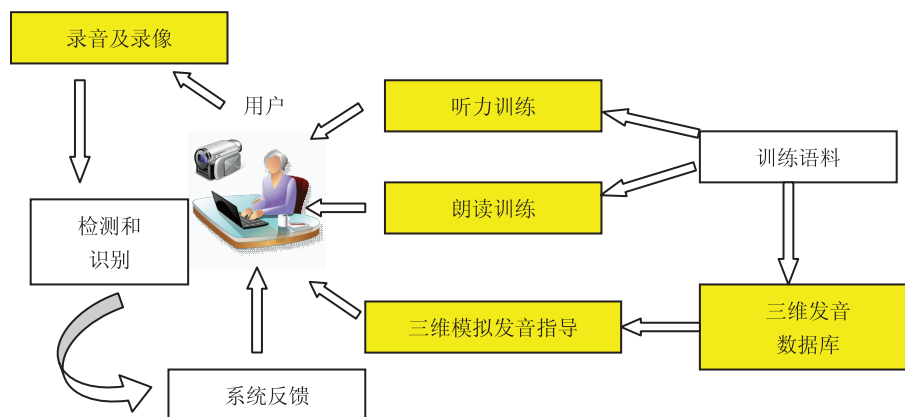 录音及录像
用户
听力训练
训练语料
朗读训练
检测和
识别
三维模拟发音指导
三维发音
数据库
系统反馈